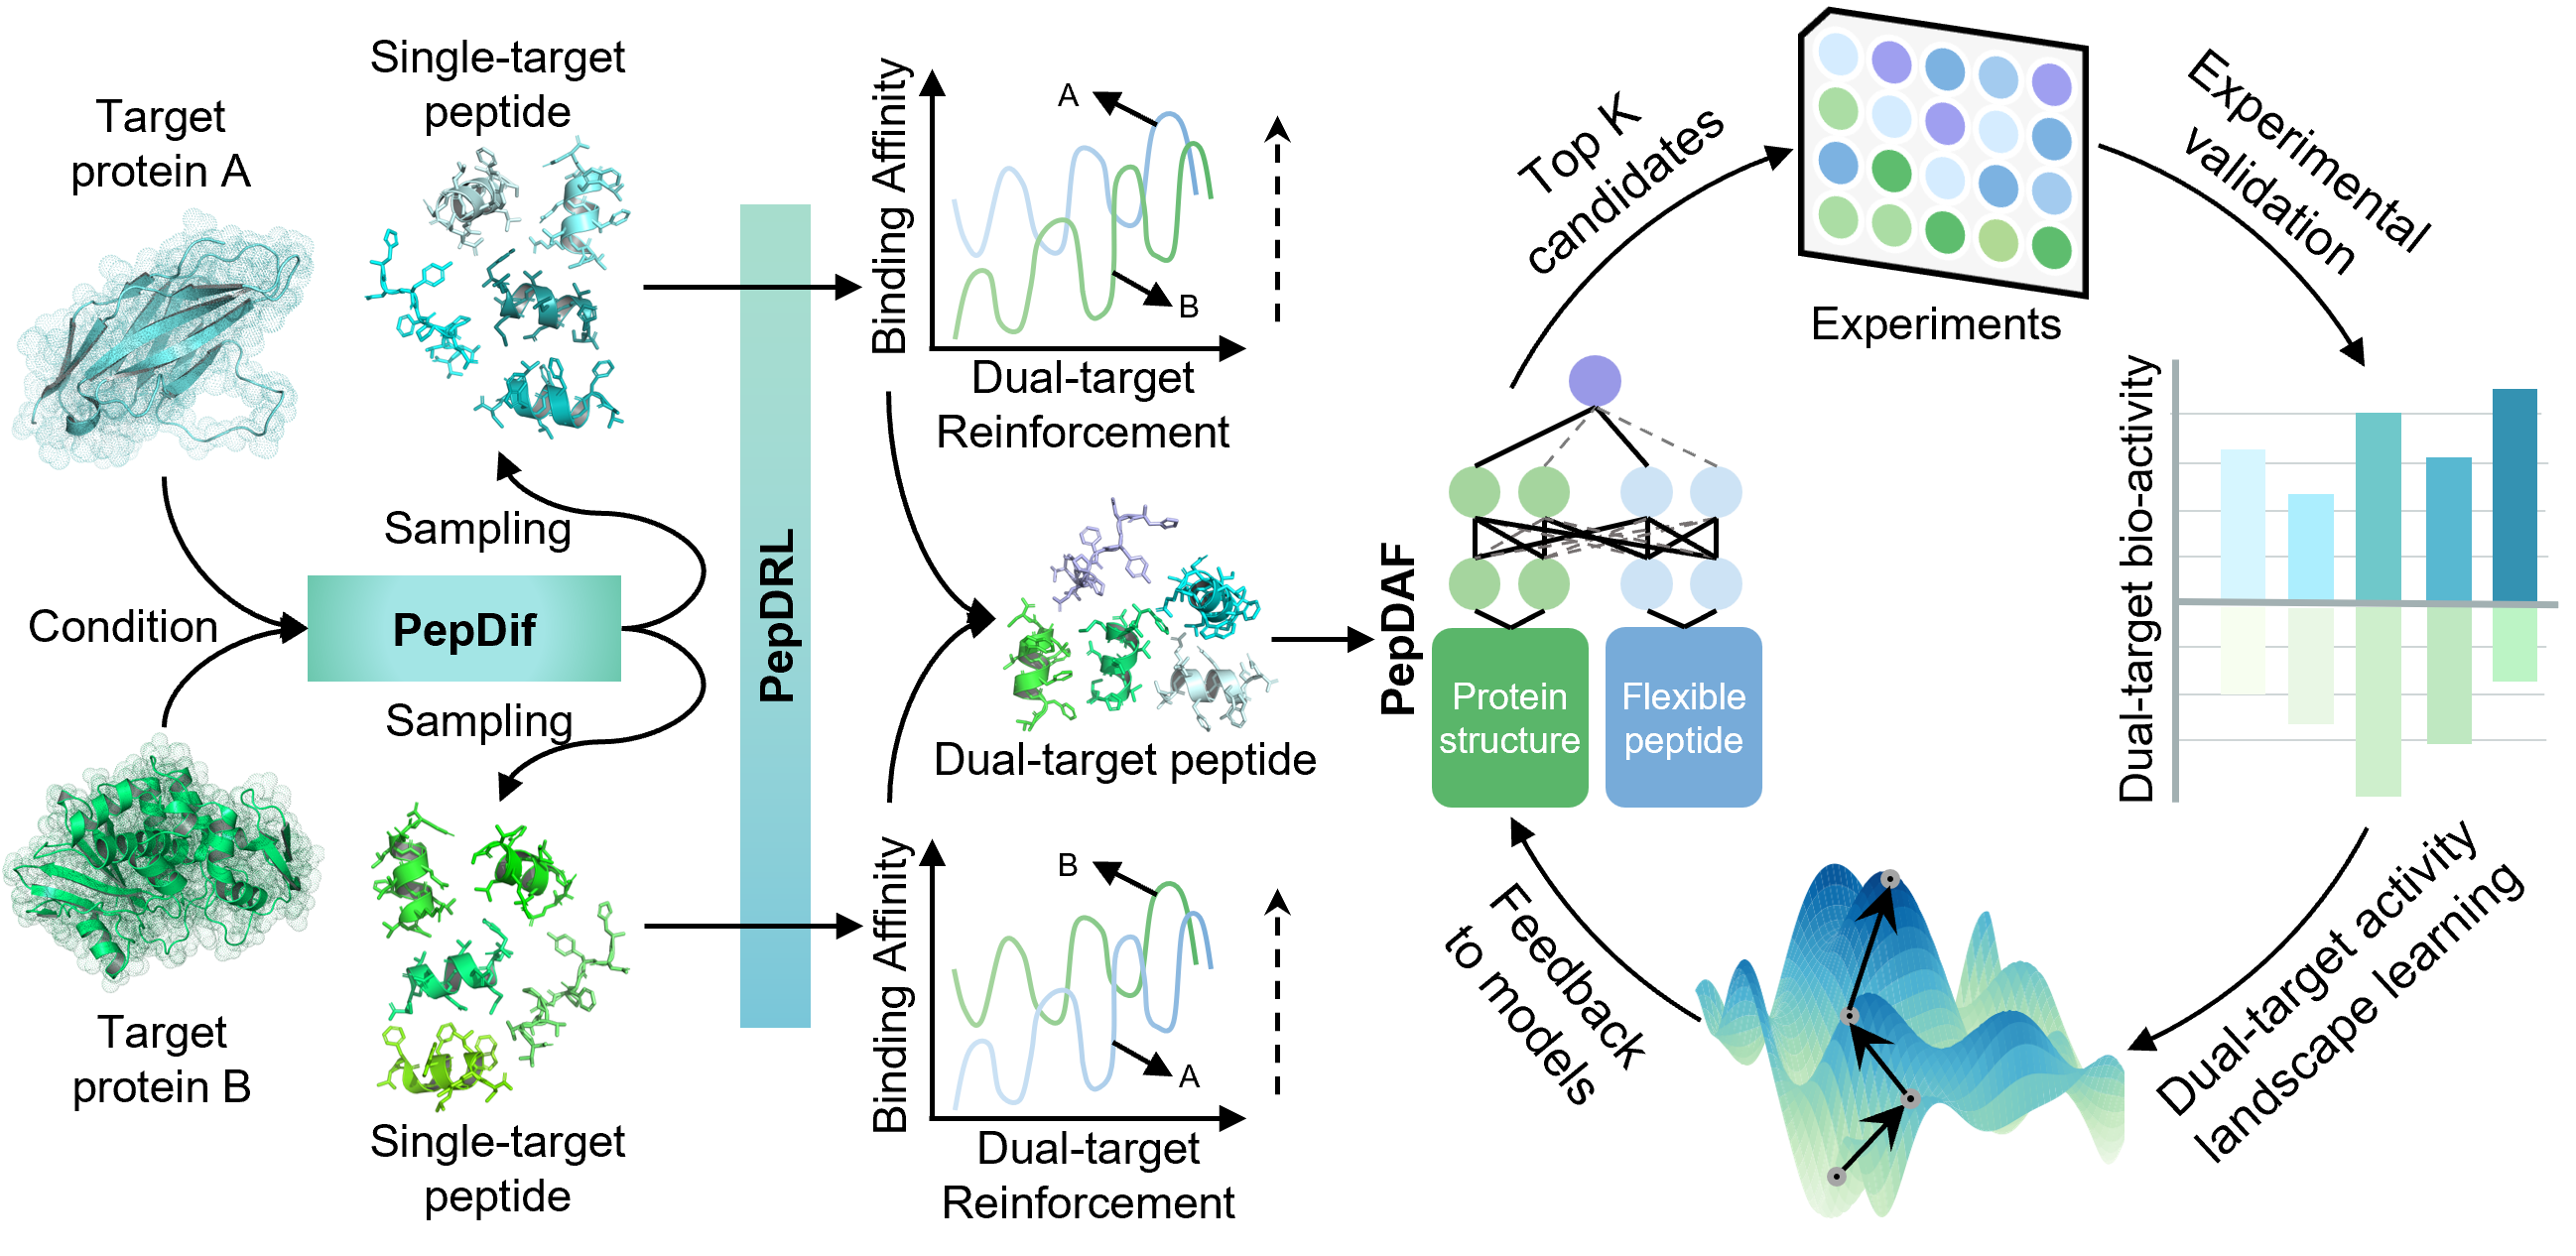 Target
protein A
Single-target
peptide
Condition
PepDif
Sampling
Sampling
Target
protein B
Single-target
peptide
PepDRL
Binding Affinity
A
B
Dual-target
Reinforcement
Dual-target peptide
Binding Affinity
B
A
Dual-target
Reinforcement
PepDAF
Protein
structure
Flexible
peptide
Top K
candidates
Experiments
Experimental
validation
Dual-target bio-activity
Dual-target activity
landscape learning
Feedback
to models